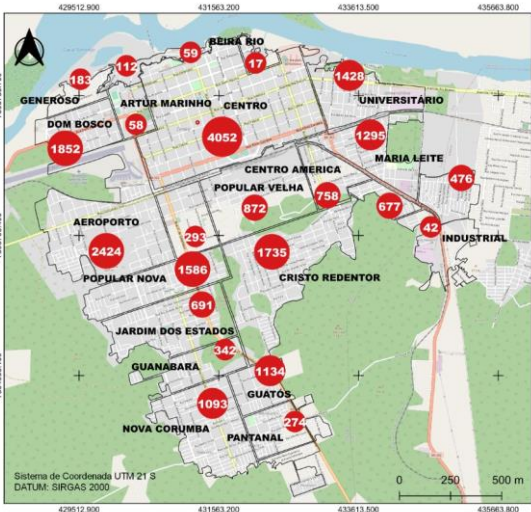 429512.900 431563.200 433613.500 435663.800
BEIRA RIO
59
112
17
183
1428
GENEROSO
ARTUR MARINHO
CENTRO
UNIVERSITÁRIO
DOM BOSCO
58
4052
1295
1852
MARIA LEITE
CENTRO AMERICA
476
POPULAR VELHA
758
872
677
AEROPORTO
42
293
INDUSTRIAL
2424
1735
1586
POPULAR NOVA
CRISTO REDENTOR
691
JARDIM DOS ESTADOS
342
GUANABARA
1134
GUATÓS
1093
274
NOVA CORUMBA
PANTANAL
Sistema de Coordenada UTM 21 S
DATUM: SIRGAS 2000
0 250 500 m
429512.900 431563.200 433613.500 435663.800